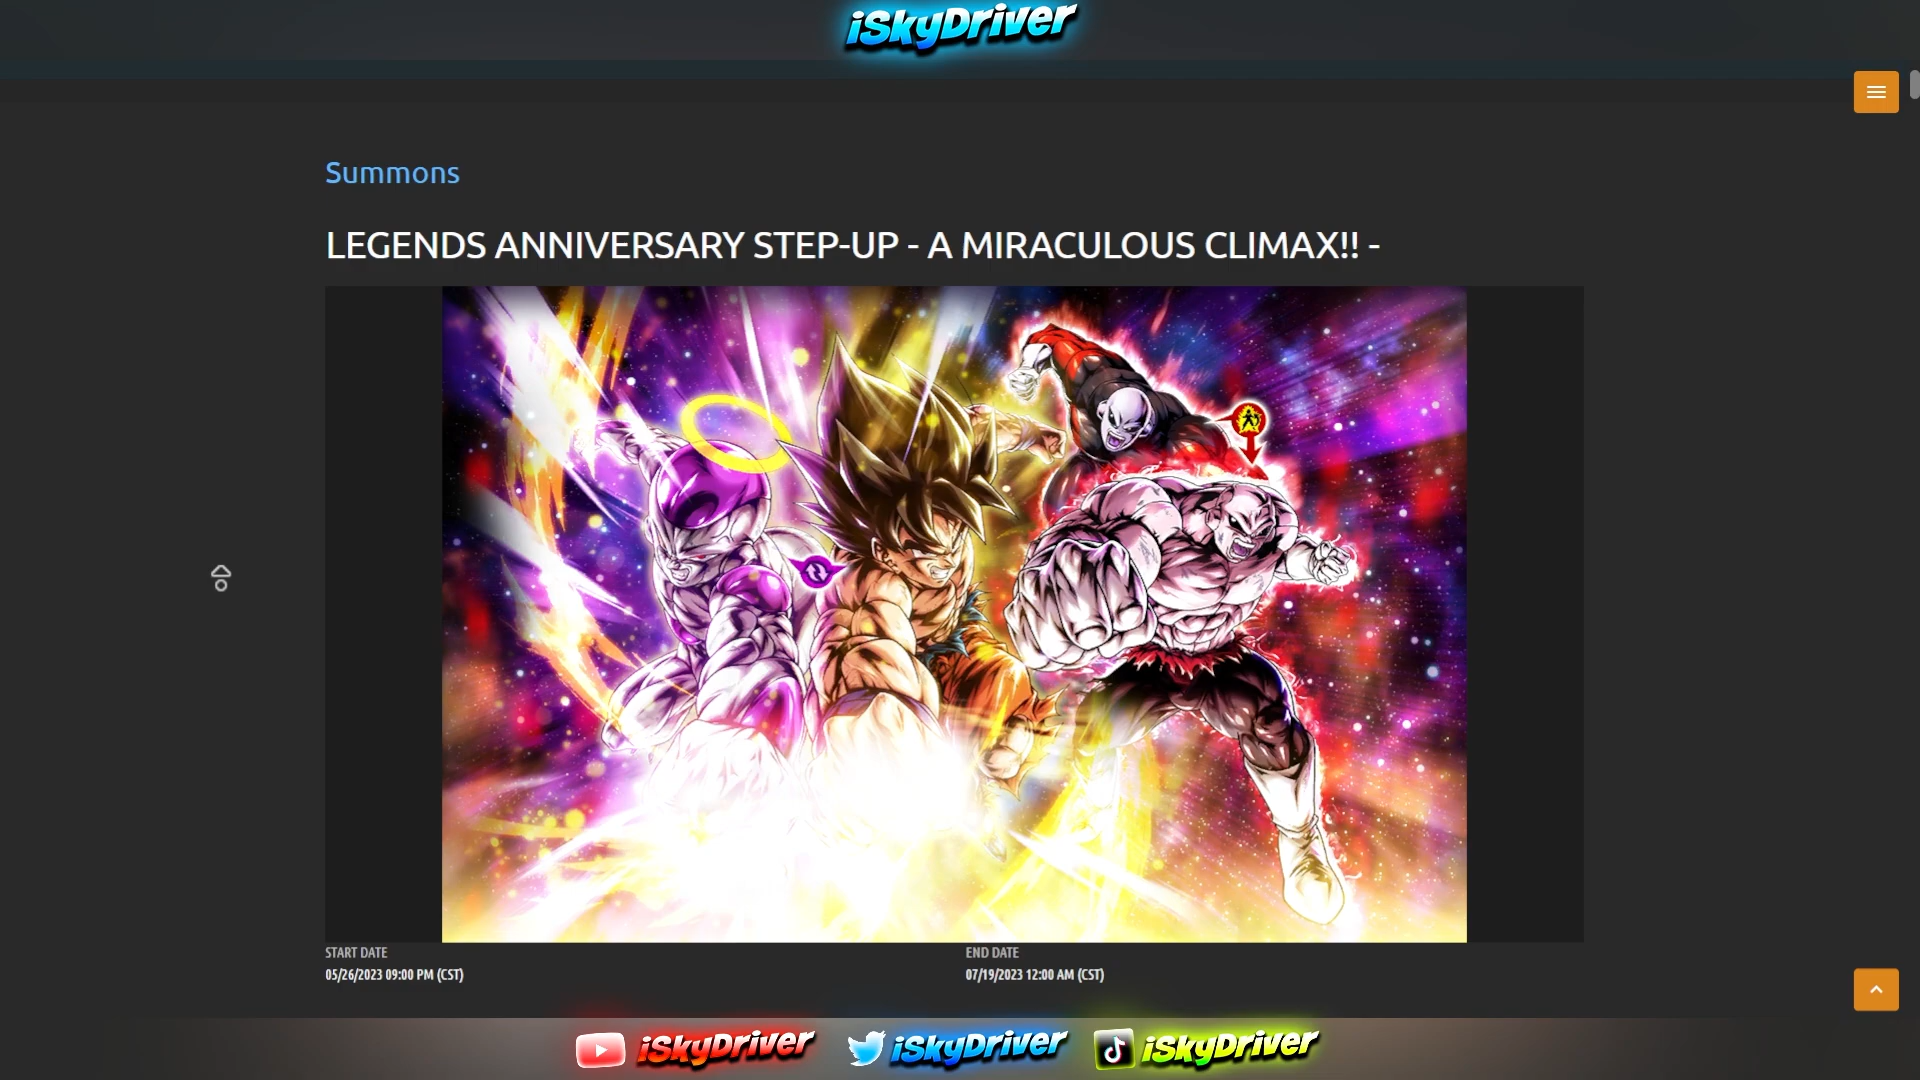 iSkyDriver
Summons
LEGENDS ANNIVERSARY STEP-UP - A MIRACULOUS CLIMAX!! -
START DATE
05/26/2023 09:00 PM (CST)
END DATE
07/19/2023 12:00 AM (CST)
iSkyDriver
iSkyDriver
iSkyDriver